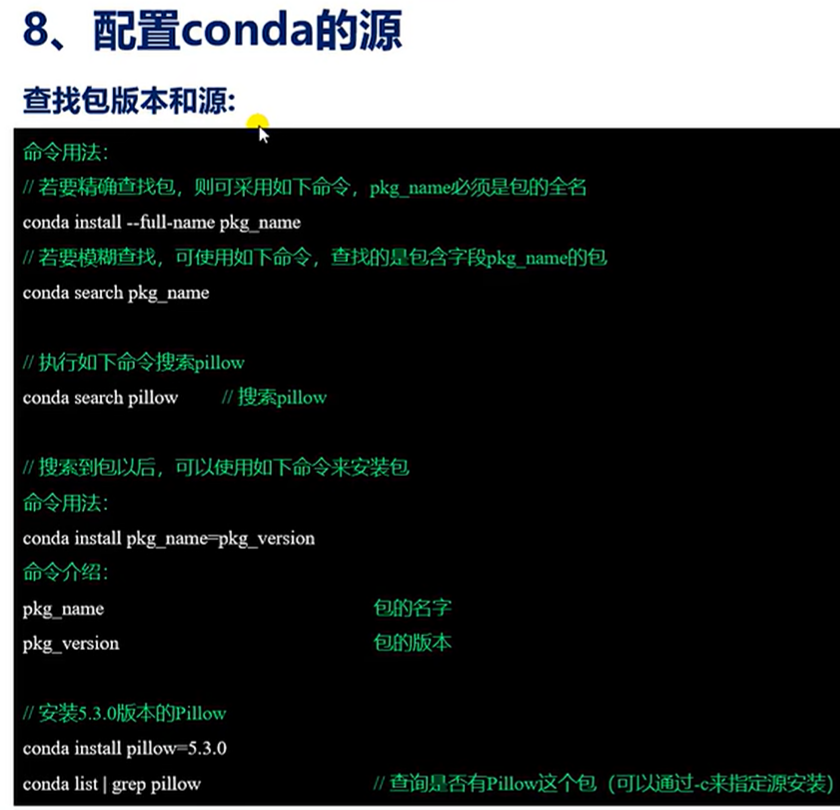 8、配置conda的源
查找包版本和源:
命令用法：
// 若要精确查找包，则可采用如下命令，pkg_name必须是包的全名
conda install --full-name pkg_name
// 若要模糊查找，可使用如下命令，查找的是包含字段pkg_name的包
conda search pkg_name
// 执行如下命令搜索pillow
conda search pillow // 搜索pillow
// 搜索到包以后，可以使用如下命令来安装包
命令用法：
conda install pkg_name=pkg_version
命令介绍：
pkg_name 包的名字
pkg_version 包的版本
// 安装5.3.0版本的Pillow
conda install pillow=5.3.0
conda list | grep pillow // 查询是否有Pillow这个包（可以通过-c来指定源安装）